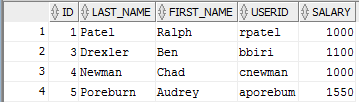 ID LAST_NAME FIRST_NAME USERID SALARY
1 1 Patel Ralph rpatel 1000
2 3 Drexler Ben bbiri 1100
3 4 Newman Chad cnewman 1000
4 5 Poreburn Audrey aporebum 1550